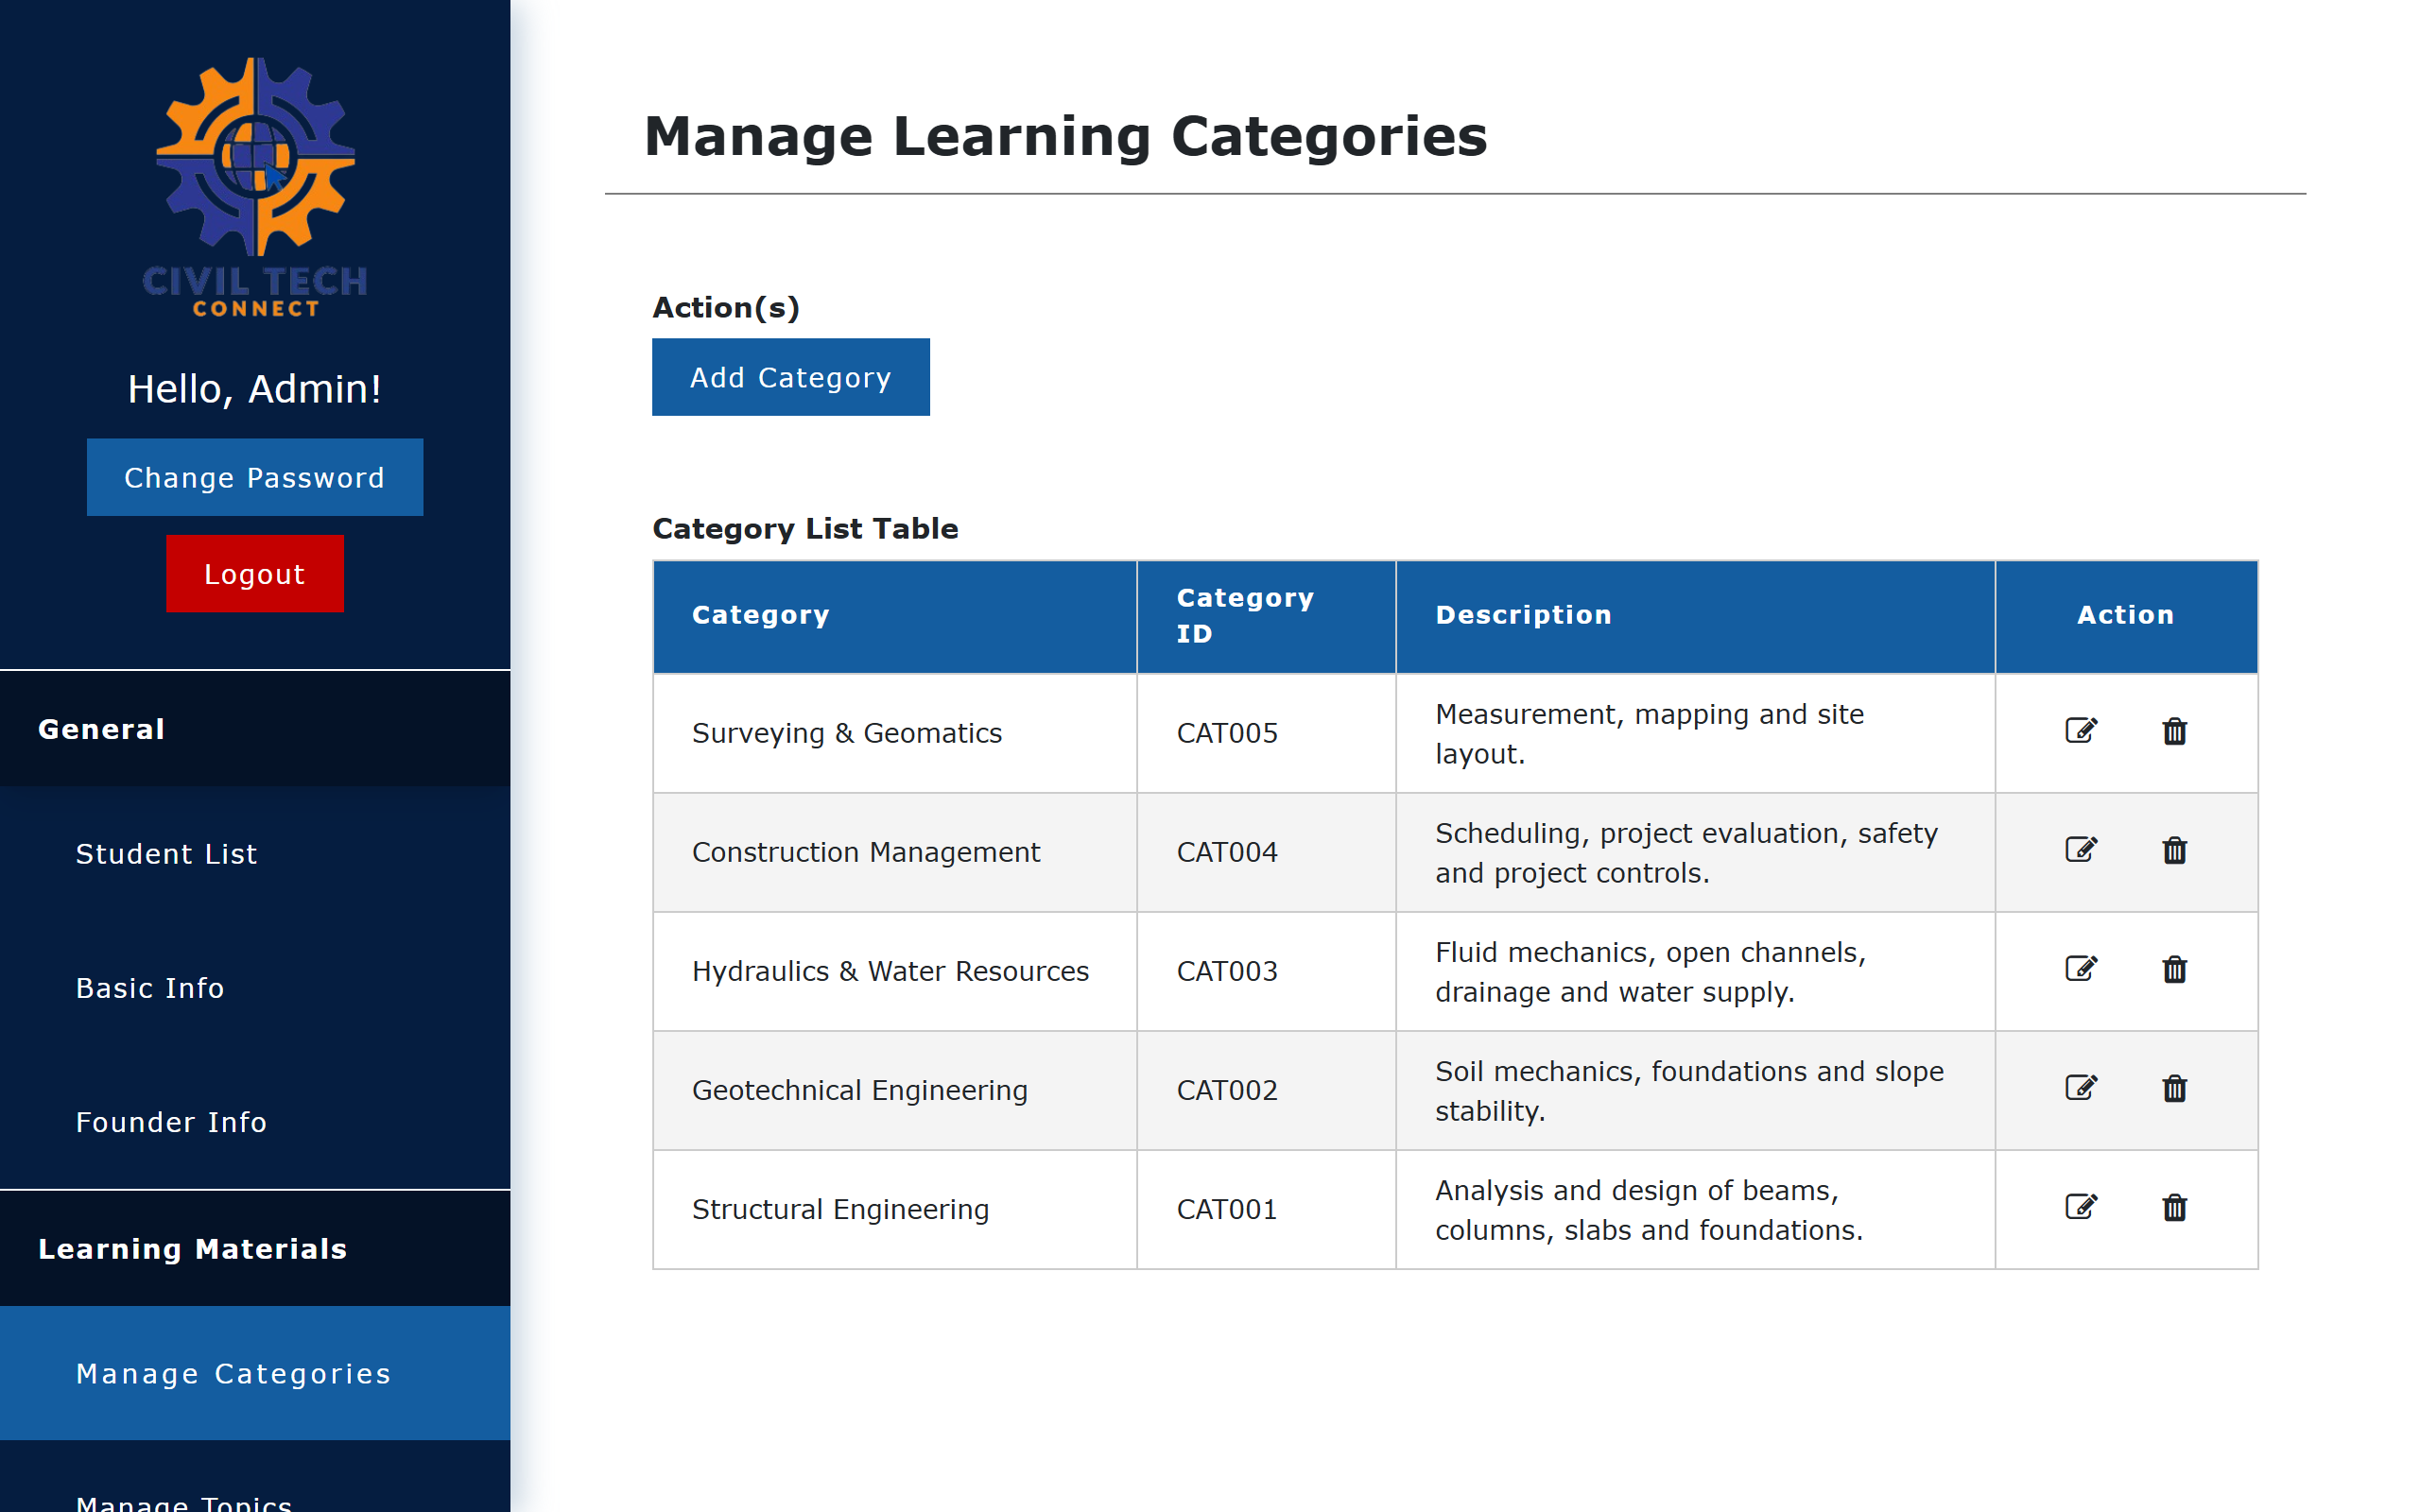 CIVIL TECH
CONNECT
Hello, Admin!
Change Password
Logout
General
Student List
Basic Info
Founder Info
Learning Materials
Manage Categories
Manage Topics
Manage Learning Categories
Action(s)
Add Category
Category List Table
Category
Category
ID
Description
Action
Surveying & Geomatics
CAT005
Measurement, mapping and site
layout.
Construction Management
CAT004
Scheduling, project evaluation, safety
and project controls.
Hydraulics & Water Resources
CAT003
Fluid mechanics, open channels,
drainage and water supply.
Geotechnical Engineering
CAT002
Soil mechanics, foundations and slope
stability.
Structural Engineering
CAT001
Analysis and design of beams,
columns, slabs and foundations.